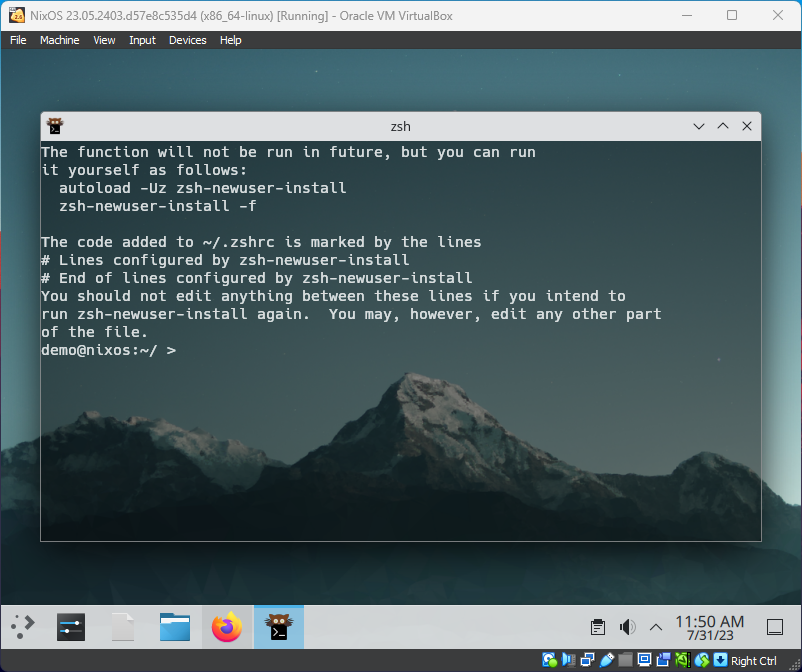 NixOS 23.05.2403.d57e8c535d4 (x86_64-linux) [Running] - Oracle VM VirtualBox
File Machine View Input Devices Help
zsh
The function will not be run in future, but you can run
it yourself as follows:
  autoload -Uz zsh-newuser-install
  zsh-newuser-install -f
The code added to ~/.zshrc is marked by the lines
# Lines configured by zsh-newuser-install
# End of lines configured by zsh-newuser-install
You should not edit anything between these lines if you intend to
run zsh-newuser-install again.  You may, however, edit any other part
of the file.
demo@nixos:~/ >
11:50 AM
7/31/23
Right Ctrl